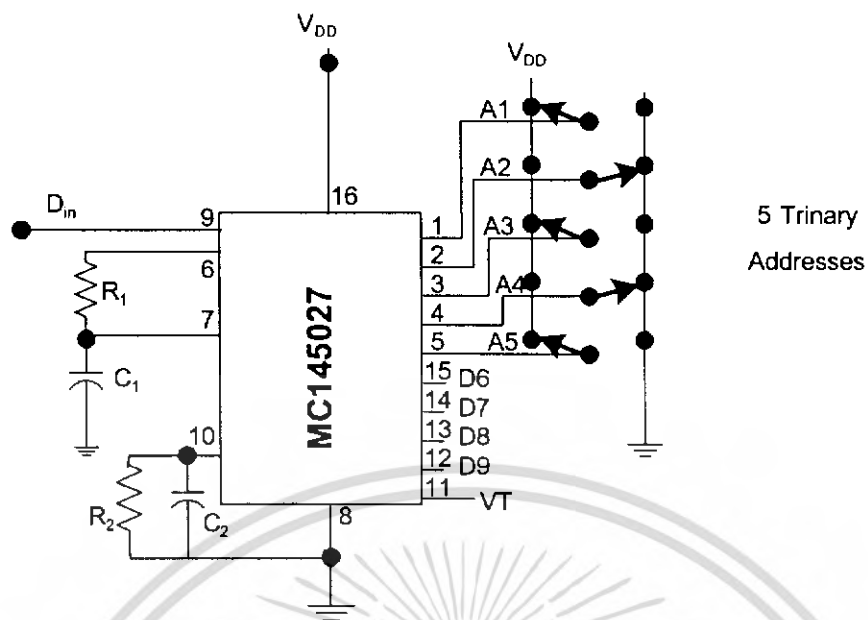 V_DD
V_DD
A1
A2
A3
A4
A5
D_in
9
16
1
2
3
4
5
6
R_1
7
C_1
MC145027
10
R_2
C_2
8
15 D6
14 D7
13 D8
12 D9
11 VT
5 Trinary
Addresses